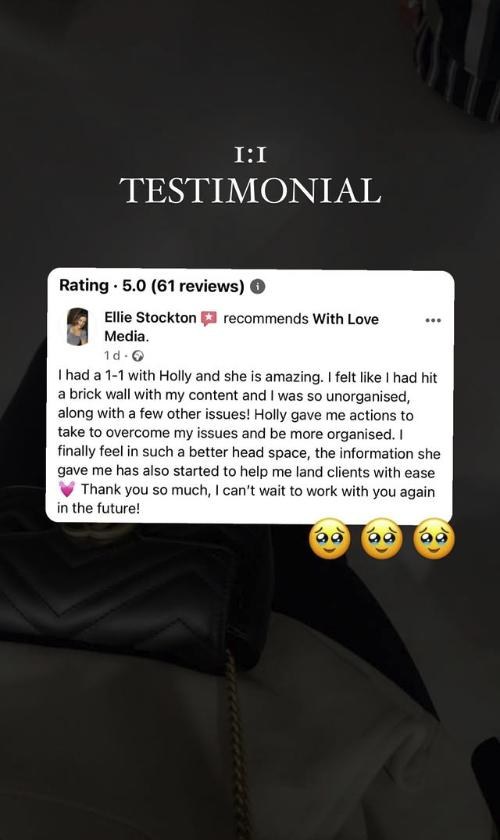 1:1
TESTIMONIAL
Rating · 5.0 (61 reviews)
Ellie Stockton recommends With Love
Media.
1 d ·
I had a 1-1 with Holly and she is amazing. I felt like I had hit
a brick wall with my content and I was so unorganised,
along with a few other issues! Holly gave me actions to
take to overcome my issues and be more organised. I
finally feel in such a better head space, the information she
gave me has also started to help me land clients with ease
💓 Thank you so much, I can't wait to work with you again
in the future!
🥹 🥹 🥹